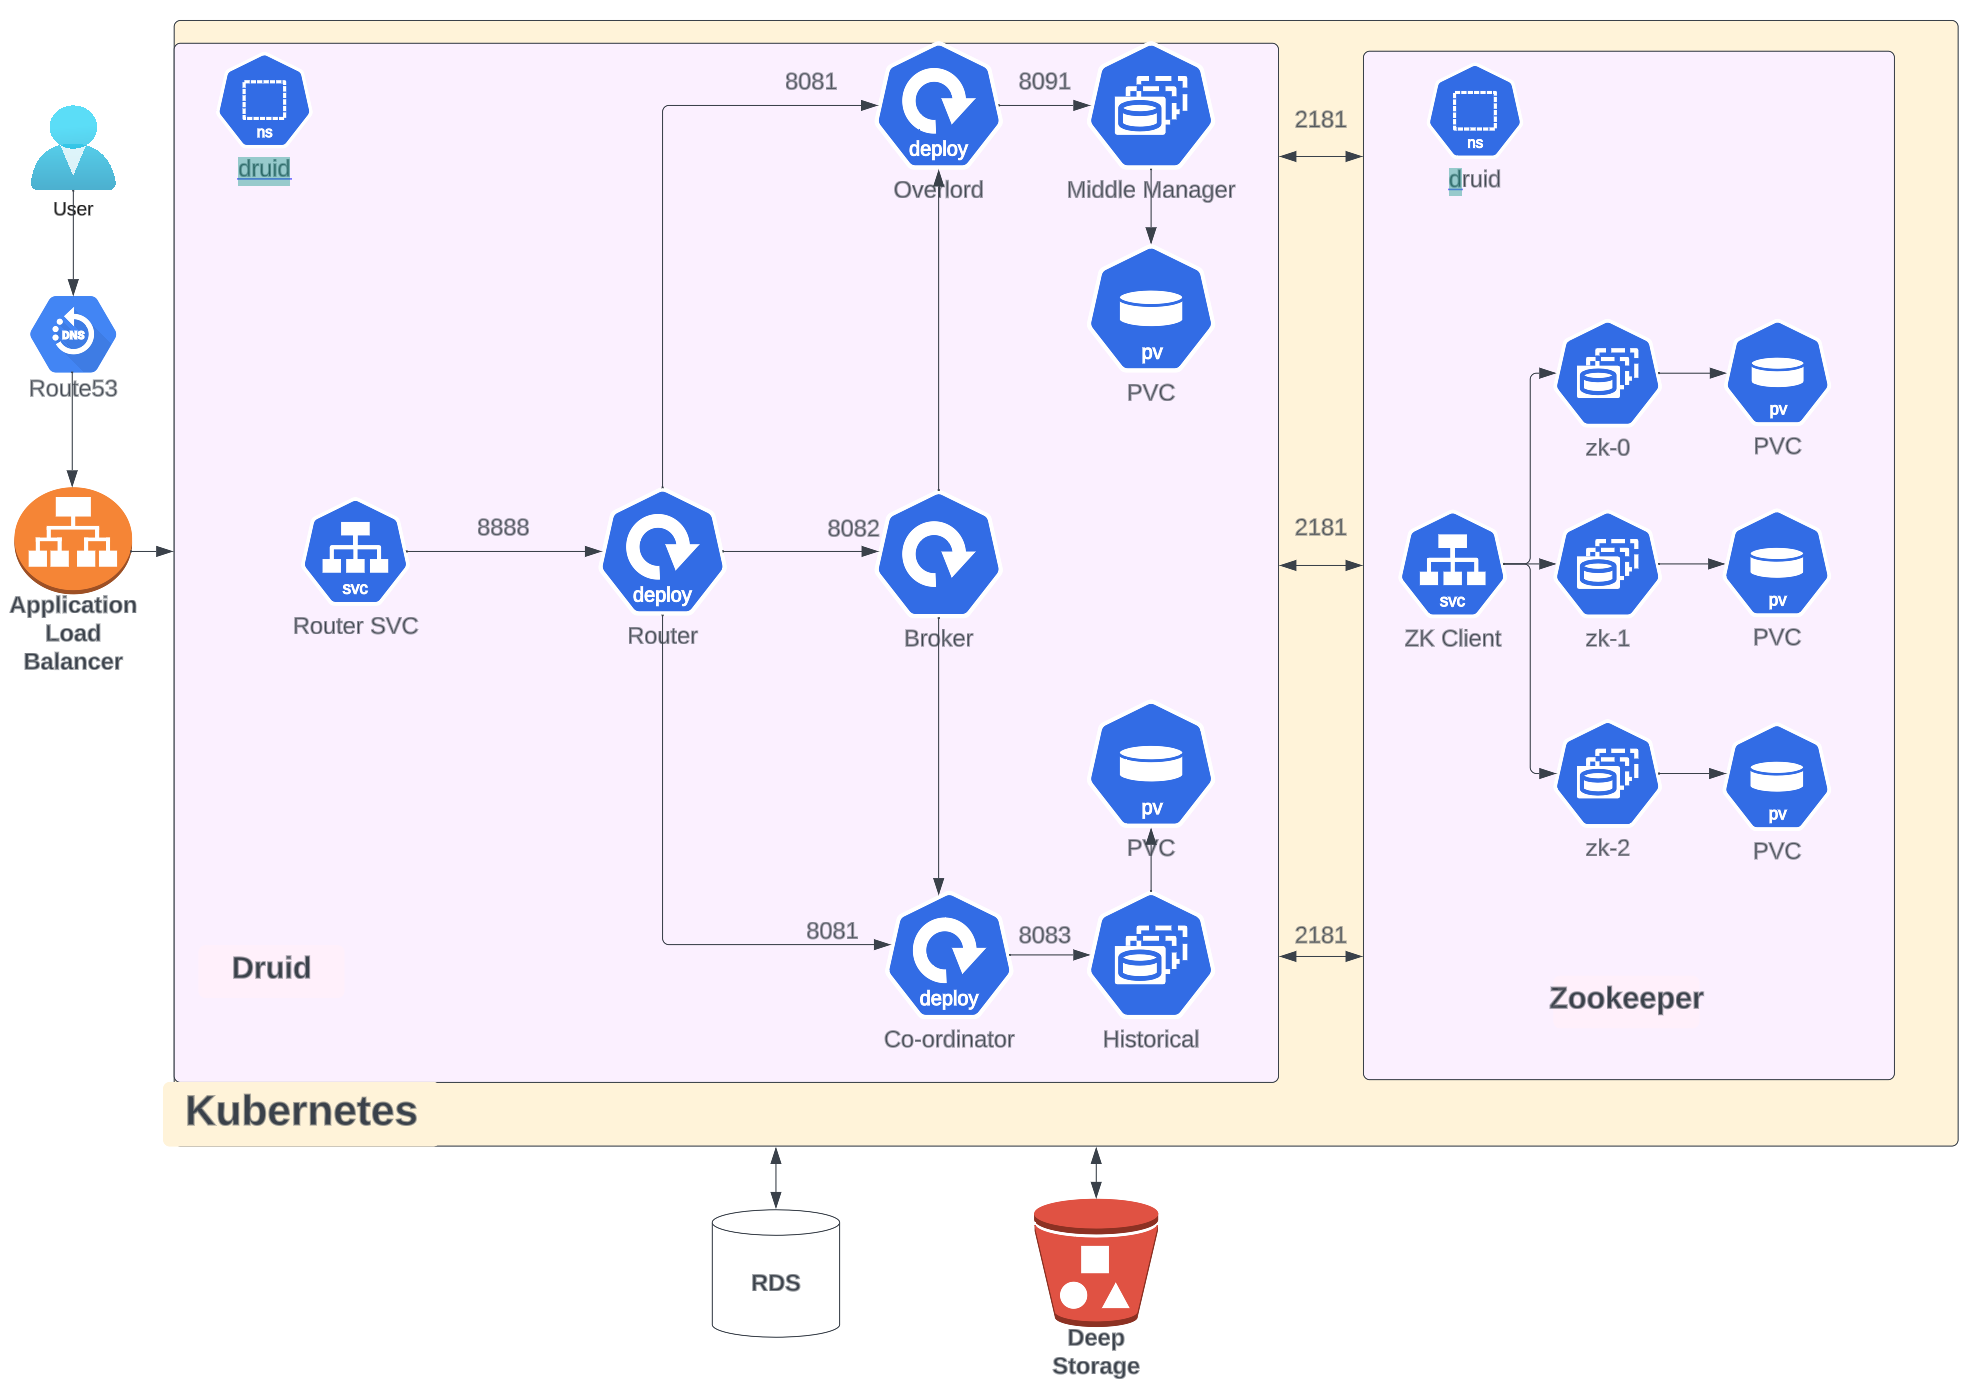 8081
8091
2181
ns
ns
deploy
druid
druid
Overlord
Middle Manager
User
DNS
pv
Route53
PVC
pv
pv
zk-0
PVC
8888
8082
2181
svc
deploy
svc
pv
Application
Load
Balancer
Router SVC
Router
Broker
ZK Client
zk-1
PVC
pv
pv
PVC
zk-2
PVC
8081
8083
2181
Druid
deploy
Zookeeper
Co-ordinator
Historical
Kubernetes
RDS
Deep
Storage